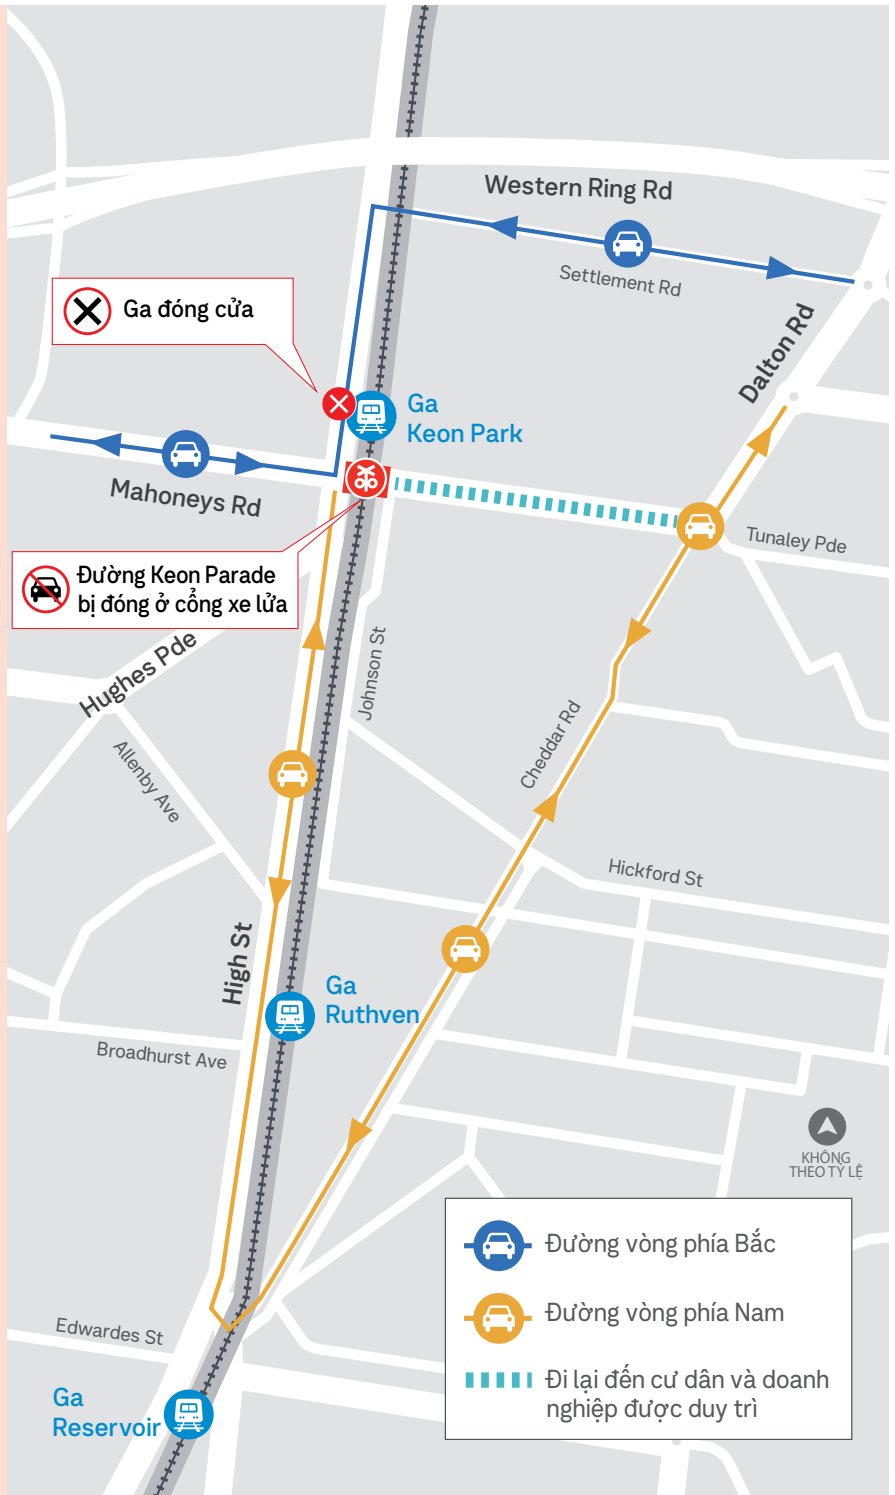 Western Ring Rd
Settlement Rd
Ga đóng cửa
Dalton Rd
Ga
Keon Park
Mahoneys Rd
Tunaley Pde
Đường Keon Parade
bị đóng ở cổng xe lửa
Hughes Pde
Johnson St
Allenby Ave
Cheddar Rd
Hickford St
High St
Ga
Ruthven
Broadhurst Ave
KHÔNG
THEO TỶ LỆ
Đường vòng phía Bắc
Đường vòng phía Nam
Edwardes St
Đi lại đến cư dân và doanh
nghiệp được duy trì
Ga
Reservoir